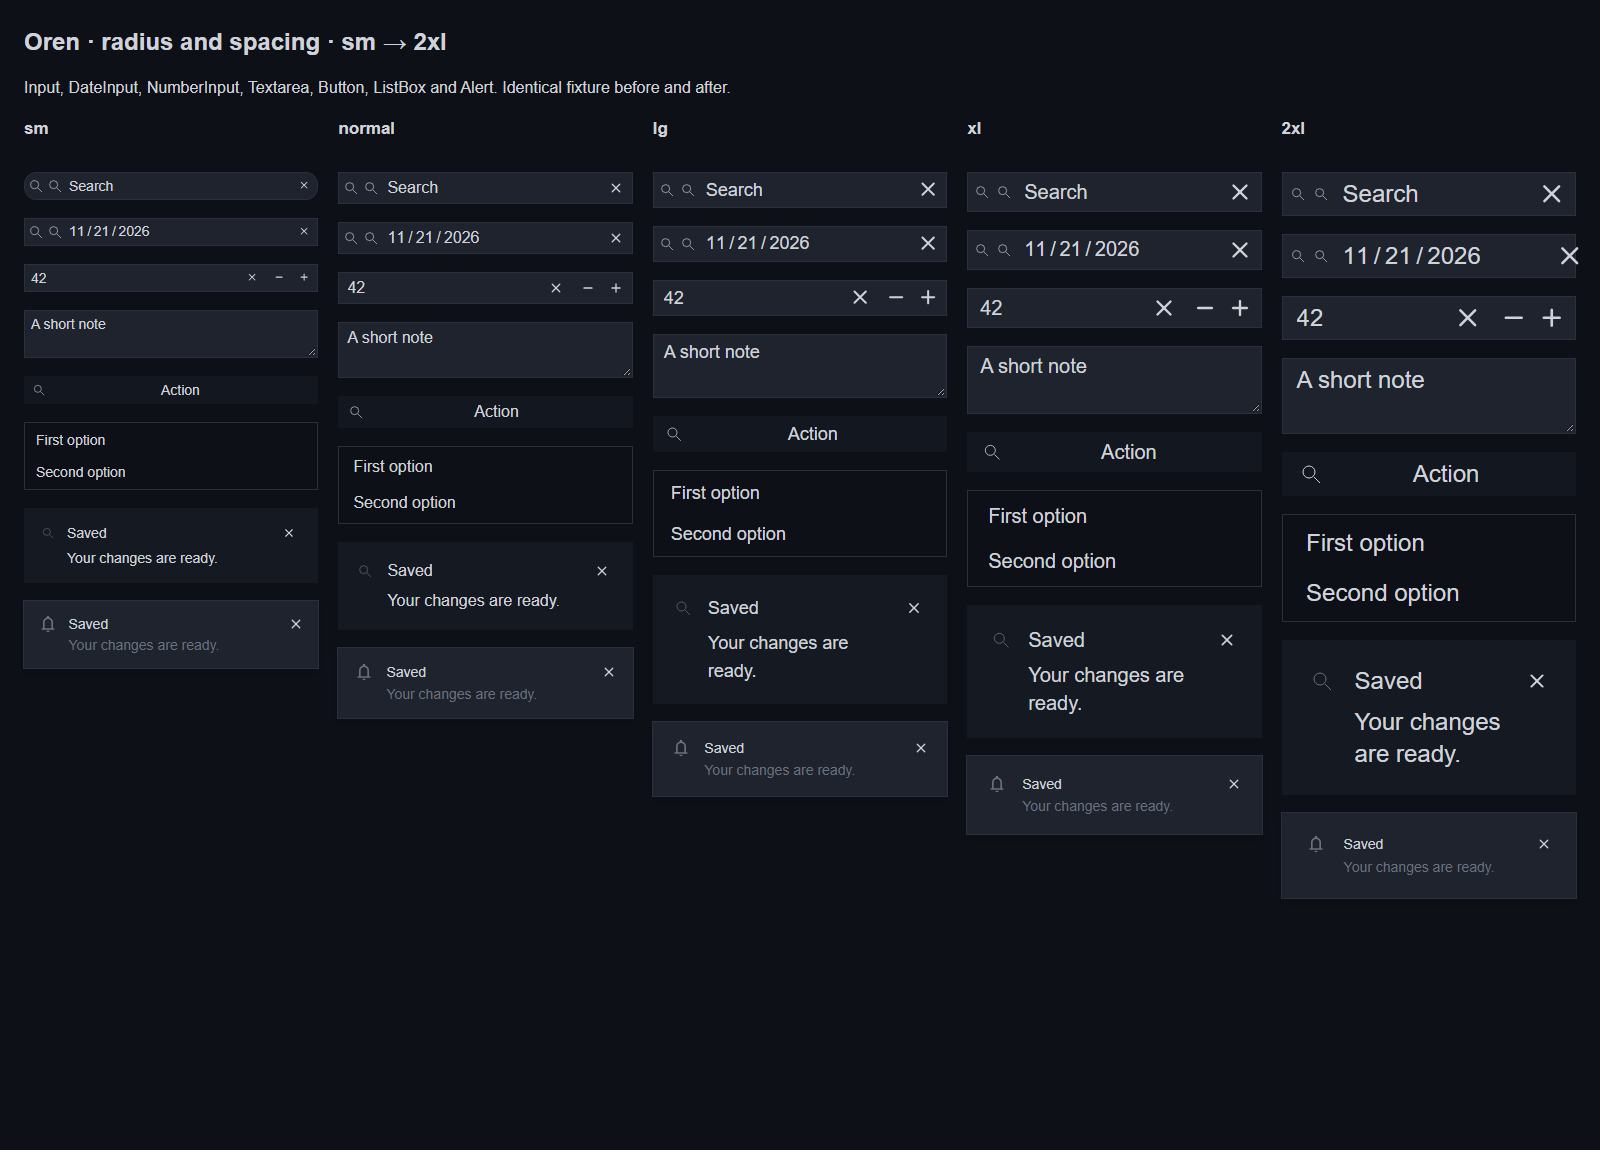 Oren · radius and spacing · sm → 2xl
Input, DateInput, NumberInput, Textarea, Button, ListBox and Alert. Identical fixture before and after.
sm
Search
11 / 21 / 2026
42
A short note
Action
First option
Second option
Saved
Your changes are ready.
Saved
Your changes are ready.
normal
Search
11 / 21 / 2026
42
A short note
Action
First option
Second option
Saved
Your changes are ready.
Saved
Your changes are ready.
lg
Search
11 / 21 / 2026
42
A short note
Action
First option
Second option
Saved
Your changes are
ready.
Saved
Your changes are ready.
xl
Search
11 / 21 / 2026
42
A short note
Action
First option
Second option
Saved
Your changes are
ready.
Saved
Your changes are ready.
2xl
Search
11 / 21 / 2026
42
A short note
Action
First option
Second option
Saved
Your changes
are ready.
Saved
Your changes are ready.